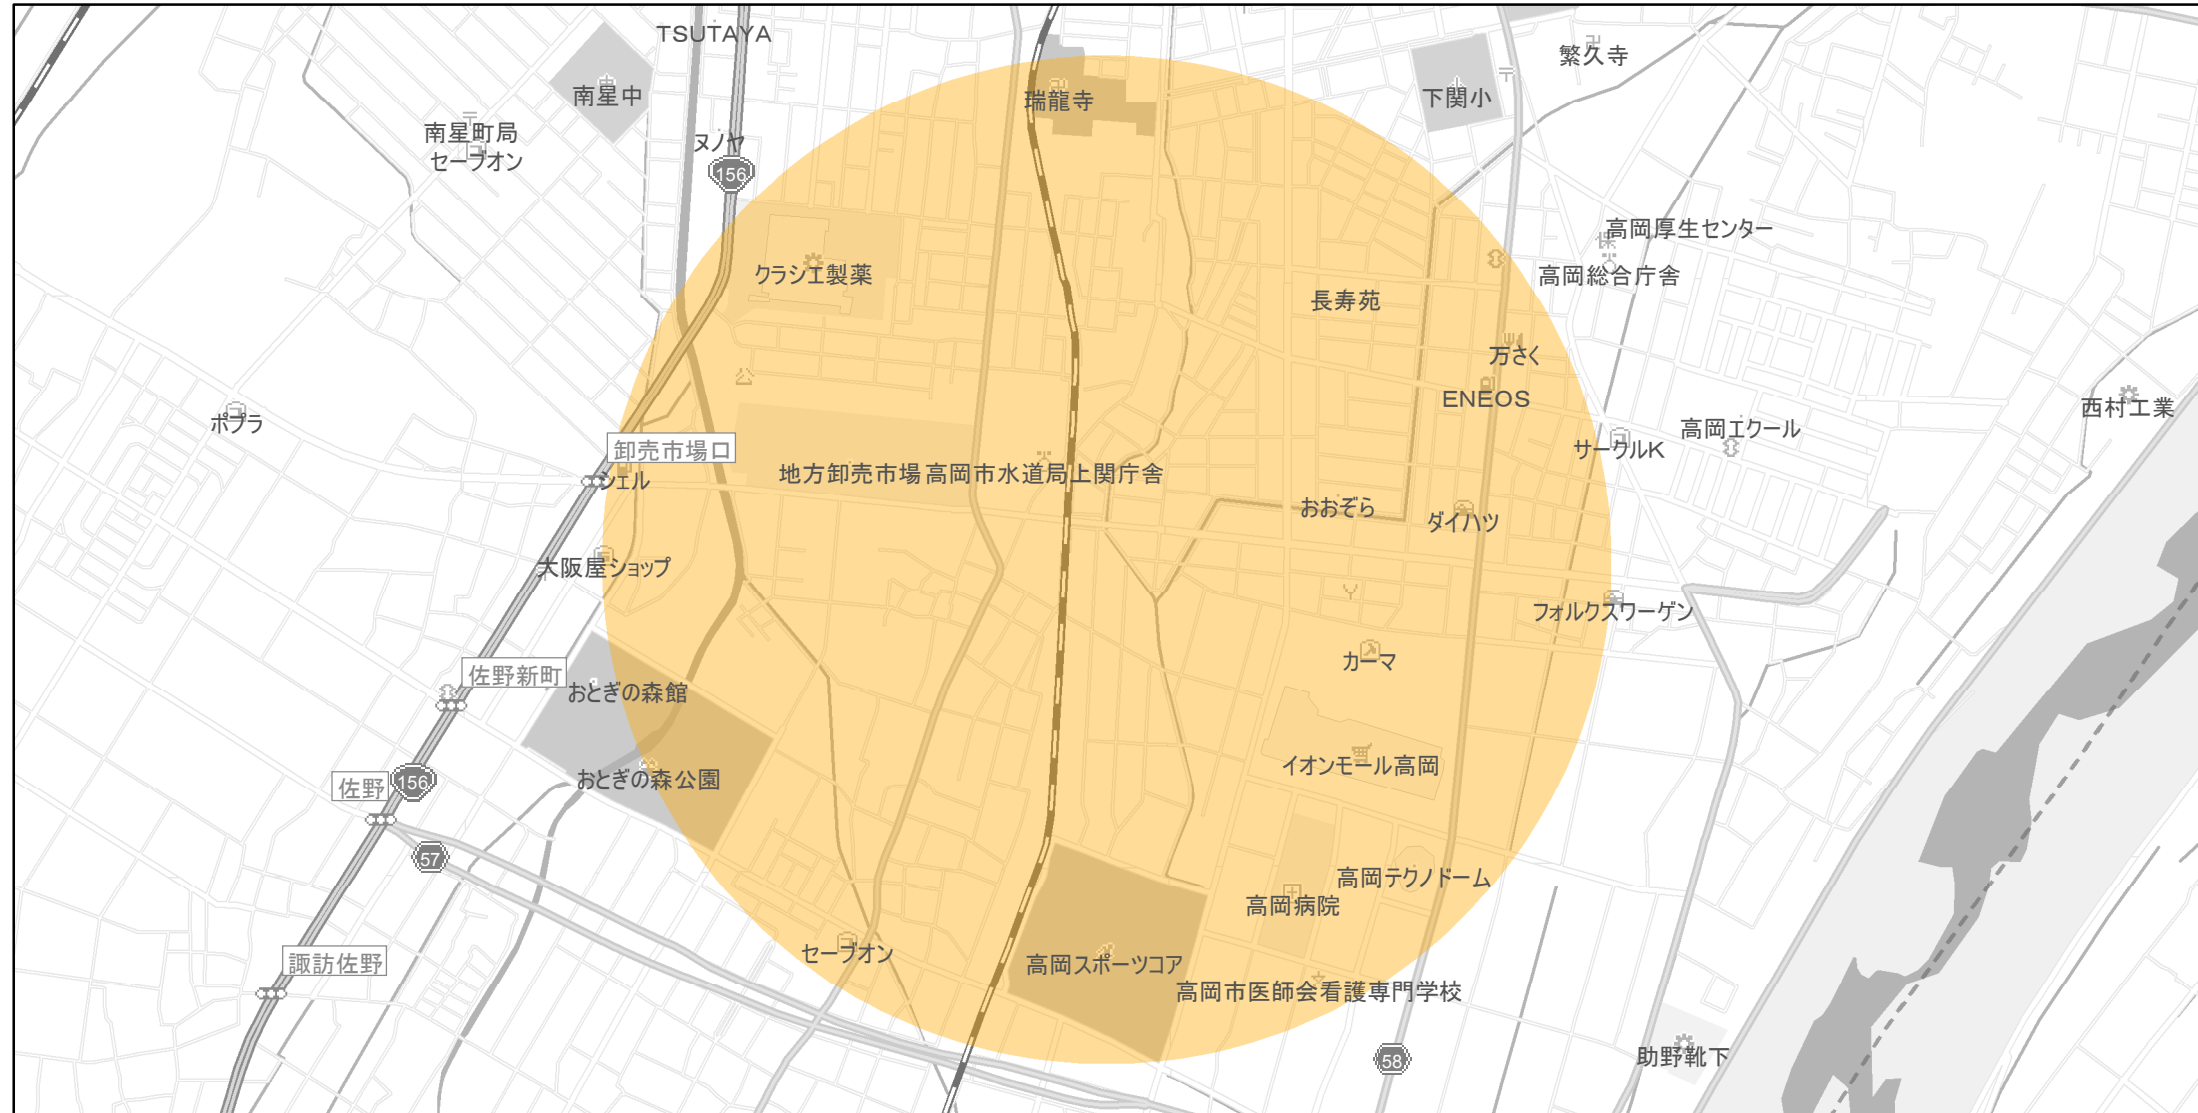 TSUTAYA
繁久寺
南星中
瑞龍寺
下関小
南星町局
セーブオン
ヌノヤ
156
高岡厚生センター
クラシエ製薬
高岡総合庁舎
長寿苑
万さく
ENEOS
西村工業
ポプラ
高岡エクール
卸売市場口
サークルK
地方卸売市場
高岡市水道局上関庁舎
シェル
おおぞら
ダイハツ
大阪屋ショップ
フォルクスワーゲン
カーマ
佐野新町
おとぎの森館
イオンモール高岡
おとぎの森公園
佐野
156
57
高岡テクノドーム
高岡病院
セーブオン
諏訪佐野
高岡スポーツコア
高岡市医師会看護専門学校
58
助野靴下